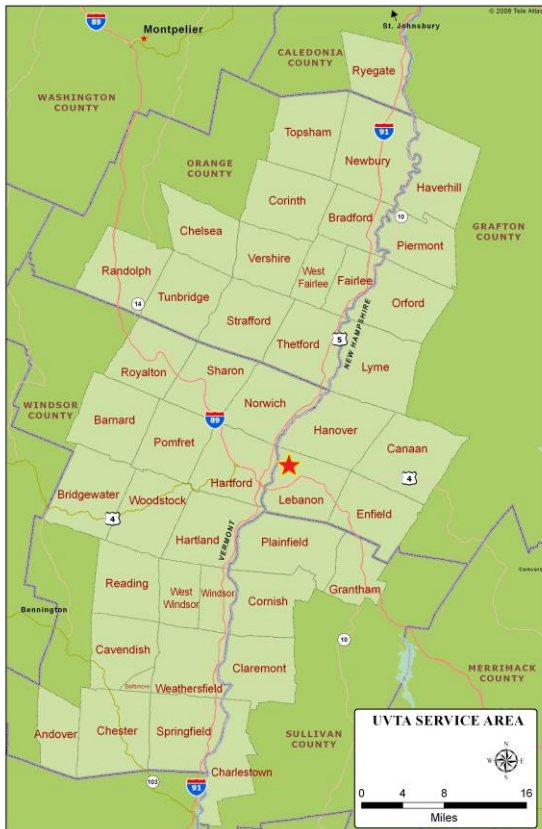 © 2008 Tele Atlas
89
Montpelier
St. Johnsbury
CALEDONIA
COUNTY
Ryegate
WASHINGTON
COUNTY
Topsham
91
Newbury
ORANGE
COUNTY
Haverhill
Corinth
Bradford
10
GRAFTON
COUNTY
Chelsea
Piermont
Vershire
West
Fairlee
Fairlee
Randolph
Tunbridge
Orford
14
Strafford
NEW HAMPSHIRE
Thetford
5
Lyme
Royalton
Sharon
WINDSOR
COUNTY
Norwich
Barnard
89
Hanover
Pomfret
Canaan
4
Bridgewater
Woodstock
Hartford
Lebanon
Enfield
4
VERMONT
Hartland
Plainfield
Reading
West
Windsor
Windsor
Grantham
Cornish
Bennington
10
Cavendish
Claremont
MERRIMACK
COUNTY
Baltimore
Weathersfield
Andover
Chester
Springfield
SULLIVAN
COUNTY
Charlestown
103
91
UVTA SERVICE AREA
N
W E
S
0 4 8 16
Miles